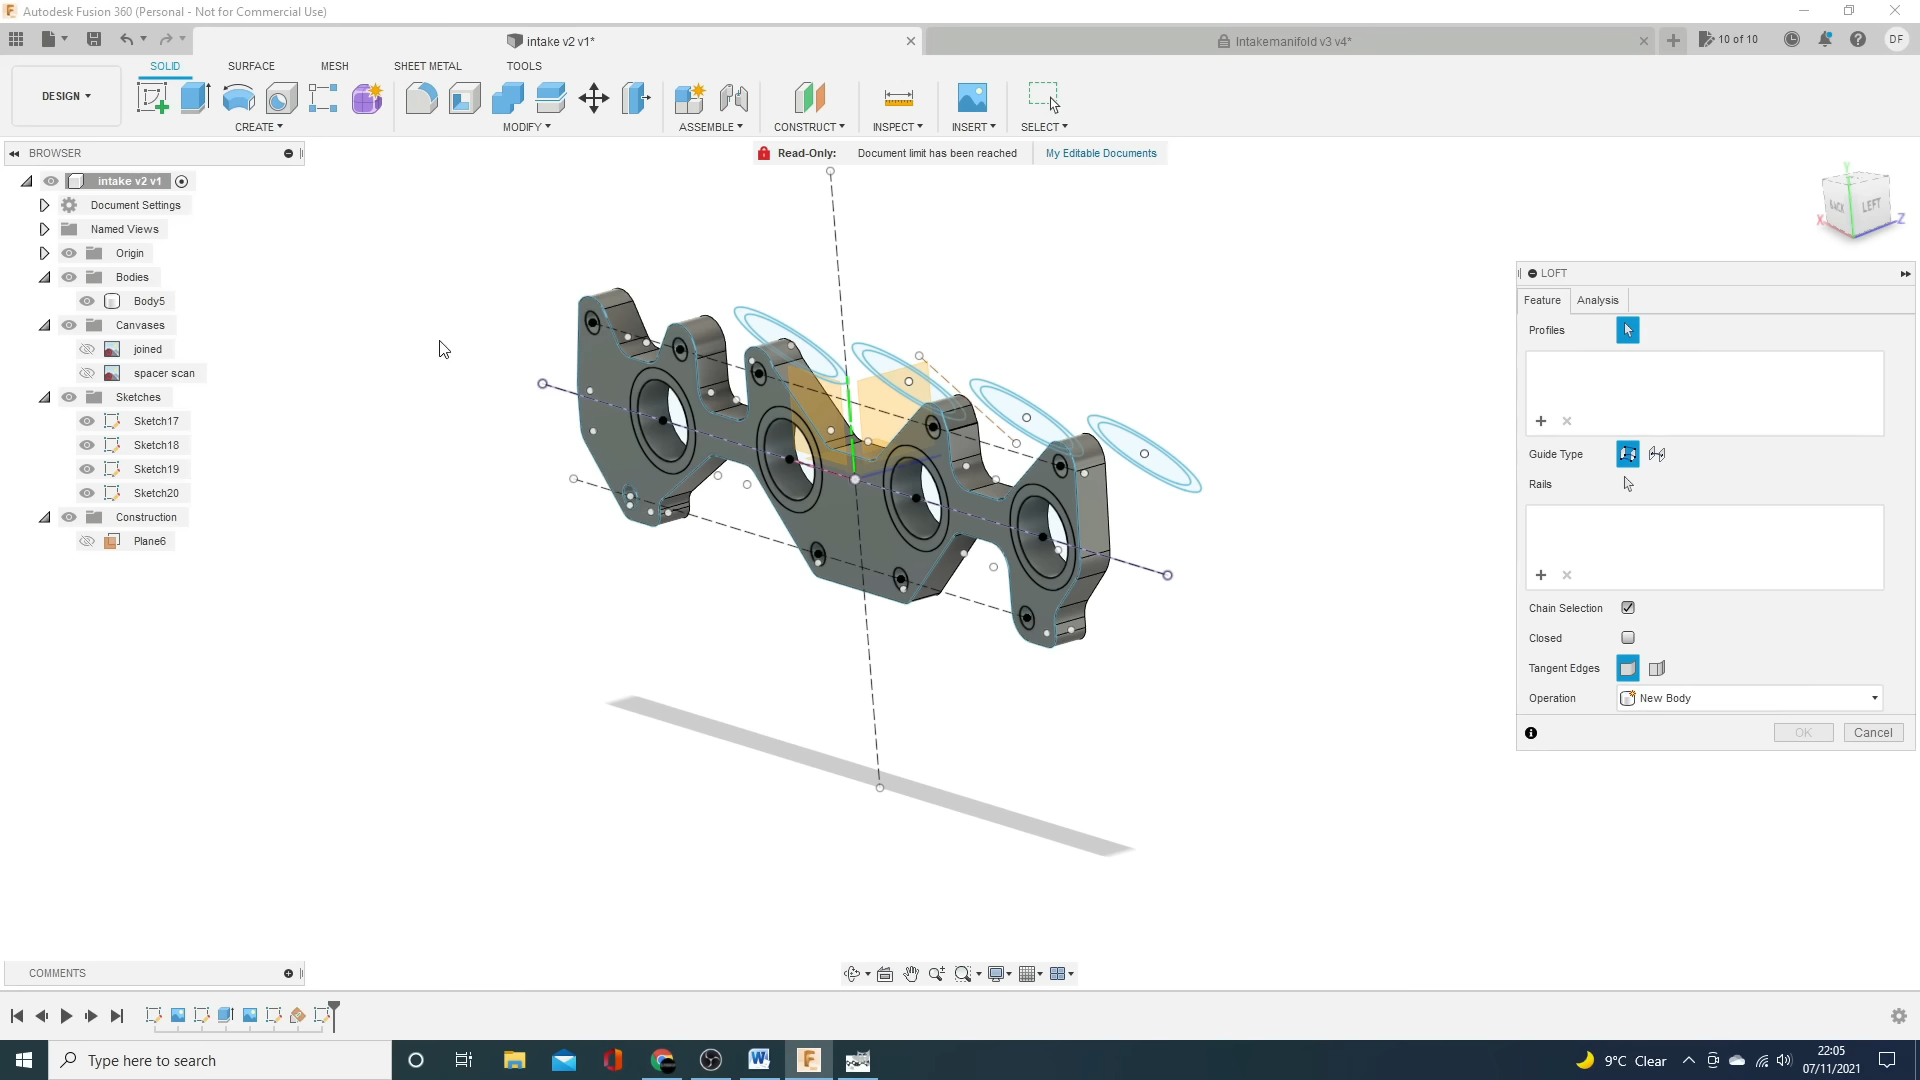 Autodesk Fusion 360 (Personal - Not for Commercial Use)
intake v2 v1*
Intakemanifold v3 v4*
10 of 10
DF
DESIGN
SOLID
SURFACE
MESH
SHEET METAL
TOOLS
CREATE
MODIFY
ASSEMBLE
CONSTRUCT
INSPECT
INSERT
SELECT
BROWSER
Read-Only: Document limit has been reached My Editable Documents
intake v2 v1
Document Settings
Named Views
Origin
Bodies
Body5
Canvases
joined
spacer scan
Sketches
Sketch17
Sketch18
Sketch19
Sketch20
Construction
Plane6
Y
BACK
LEFT
X
Z
LOFT
Feature
Analysis
Profiles
Guide Type
Rails
Chain Selection
Closed
Tangent Edges
Operation
New Body
OK
Cancel
COMMENTS
Type here to search
9°C Clear
22:05
07/11/2021